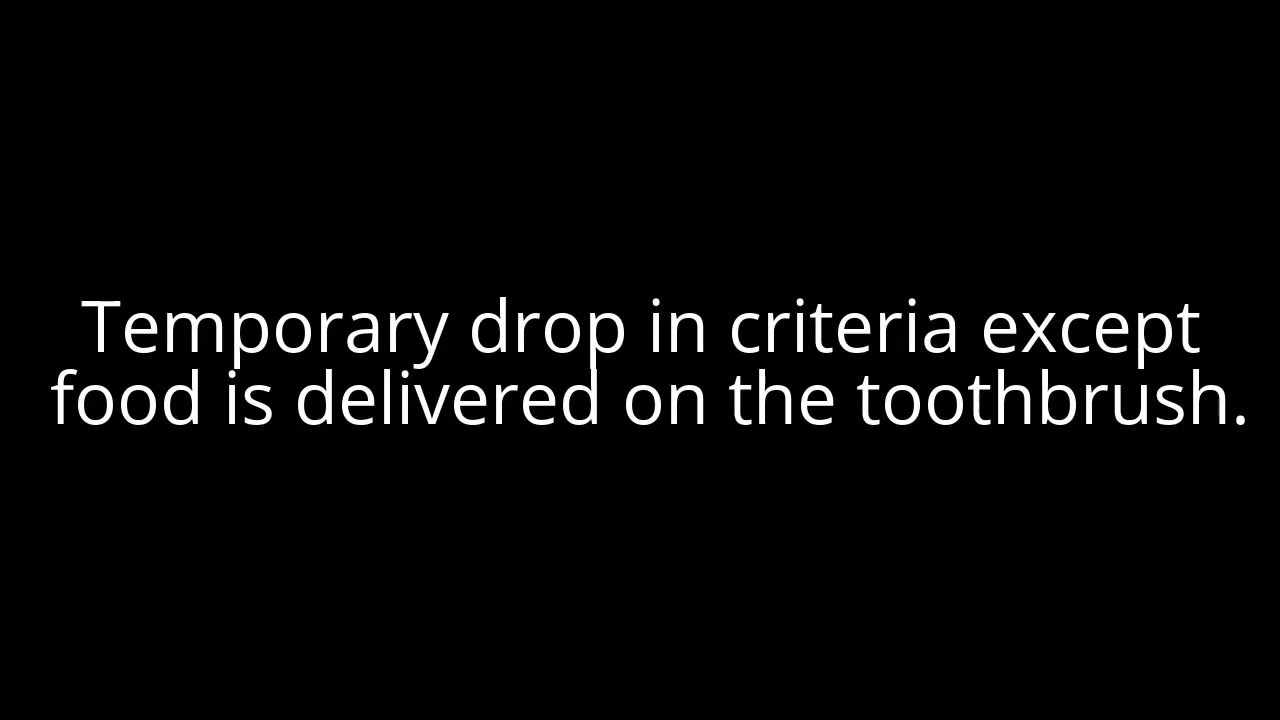 Temporary drop in criteria except
food is delivered on the toothbrush.